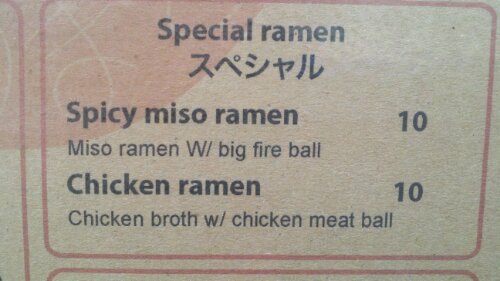 Special ramen
スペシャル
Spicy miso ramen 10
Miso ramen W/ big fire ball
Chicken ramen 10
Chicken broth w/ chicken meat ball